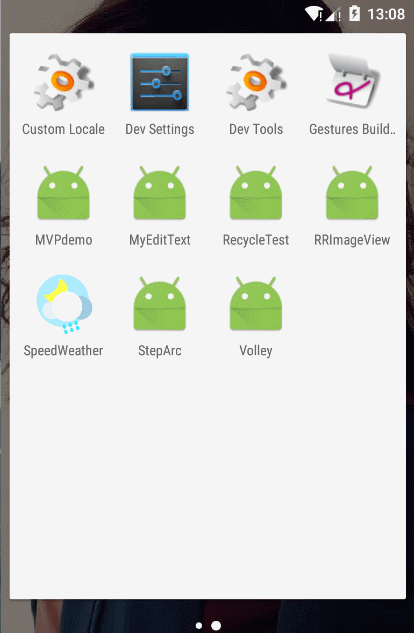 13:08
Custom Locale Dev Settings Dev Tools Gestures Build..
MVPdemo MyEditText RecycleTest RRImageView
SpeedWeather StepArc Volley